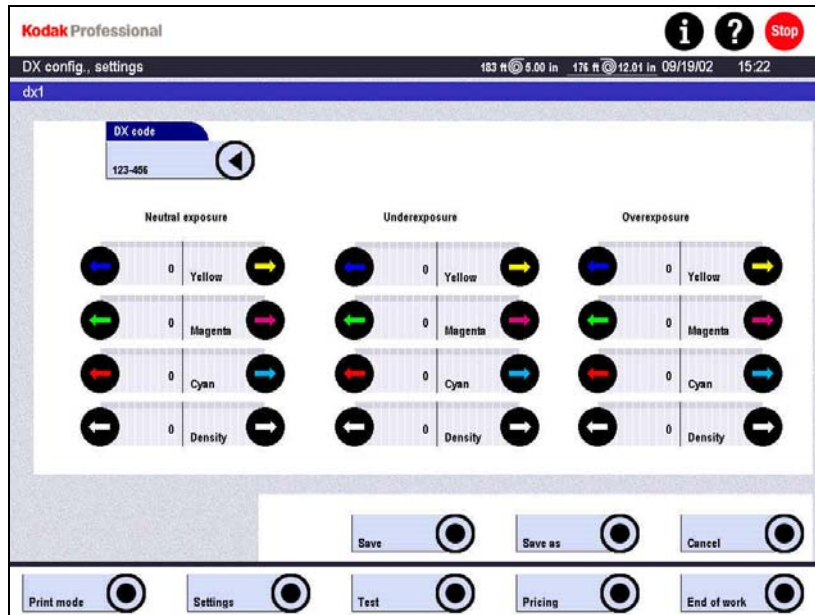 Kodak Professional
i ? Stop
DX config., settings 183 ft 5.00 in 176 ft 12.01 in 09/19/02 15:22
dx1
DX code
123-456
Neutral exposure Underexposure Overexposure
0 Yellow 0 Yellow 0 Yellow
0 Magenta 0 Magenta 0 Magenta
0 Cyan 0 Cyan 0 Cyan
0 Density 0 Density 0 Density
Save Save as Cancel
Print mode Settings Test Pricing End of work